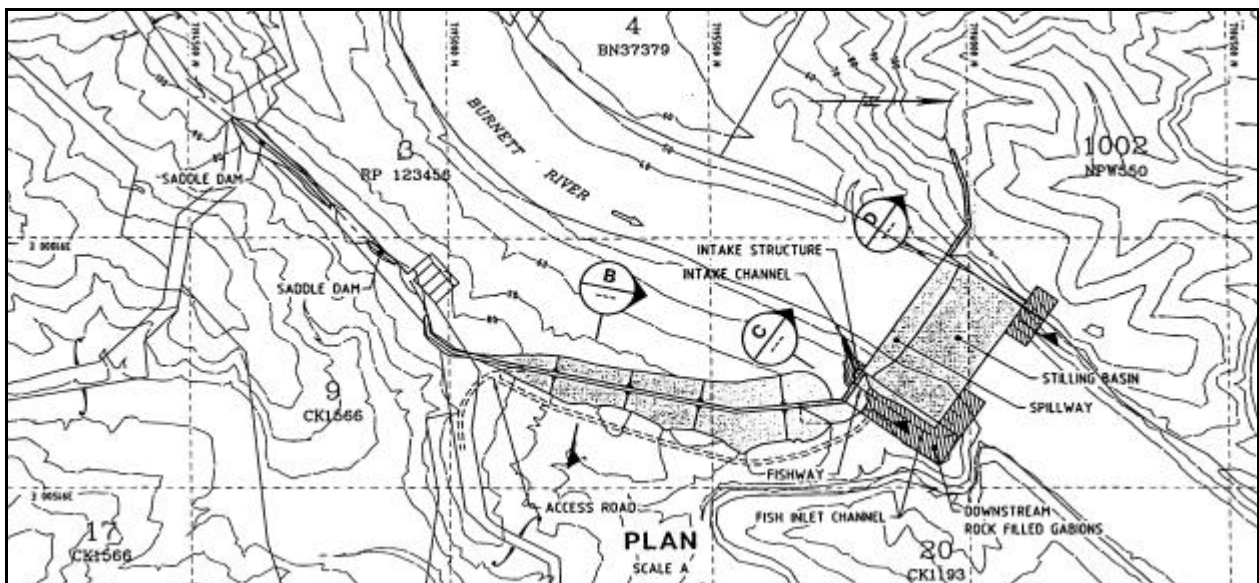 4
BN37379
BURNETT
RIVER
3
RP 123456
1002
NPW550
SADDLE DAM
SADDLE DAM
INTAKE STRUCTURE
INTAKE CHANNEL
B
C
D
9
CK1566
STILLING BASIN
SPILLWAY
FISHWAY
ACCESS ROAD
FISH INLET CHANNEL
DOWNSTREAM
ROCK FILLED GABIONS
PLAN
SCALE A
17
CK1566
20
CK1193